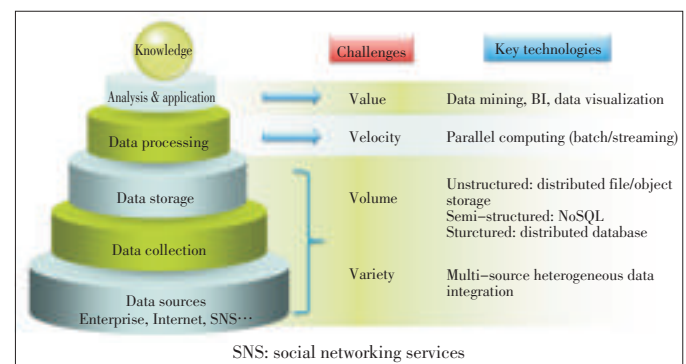 Knowledge
Challenges
Key technologies
Analysis & application
Value
Data mining, BI, data visualization
Data processing
Velocity
Parallel computing (batch/streaming)
Data storage
Volume
Unstructured: distributed file/object
storage
Semi-structured: NoSQL
Sturctured: distributed database
Data collection
Variety
Multi-source heterogeneous data
integration
Data sources
Enterprise, Internet, SNS…
SNS: social networking services